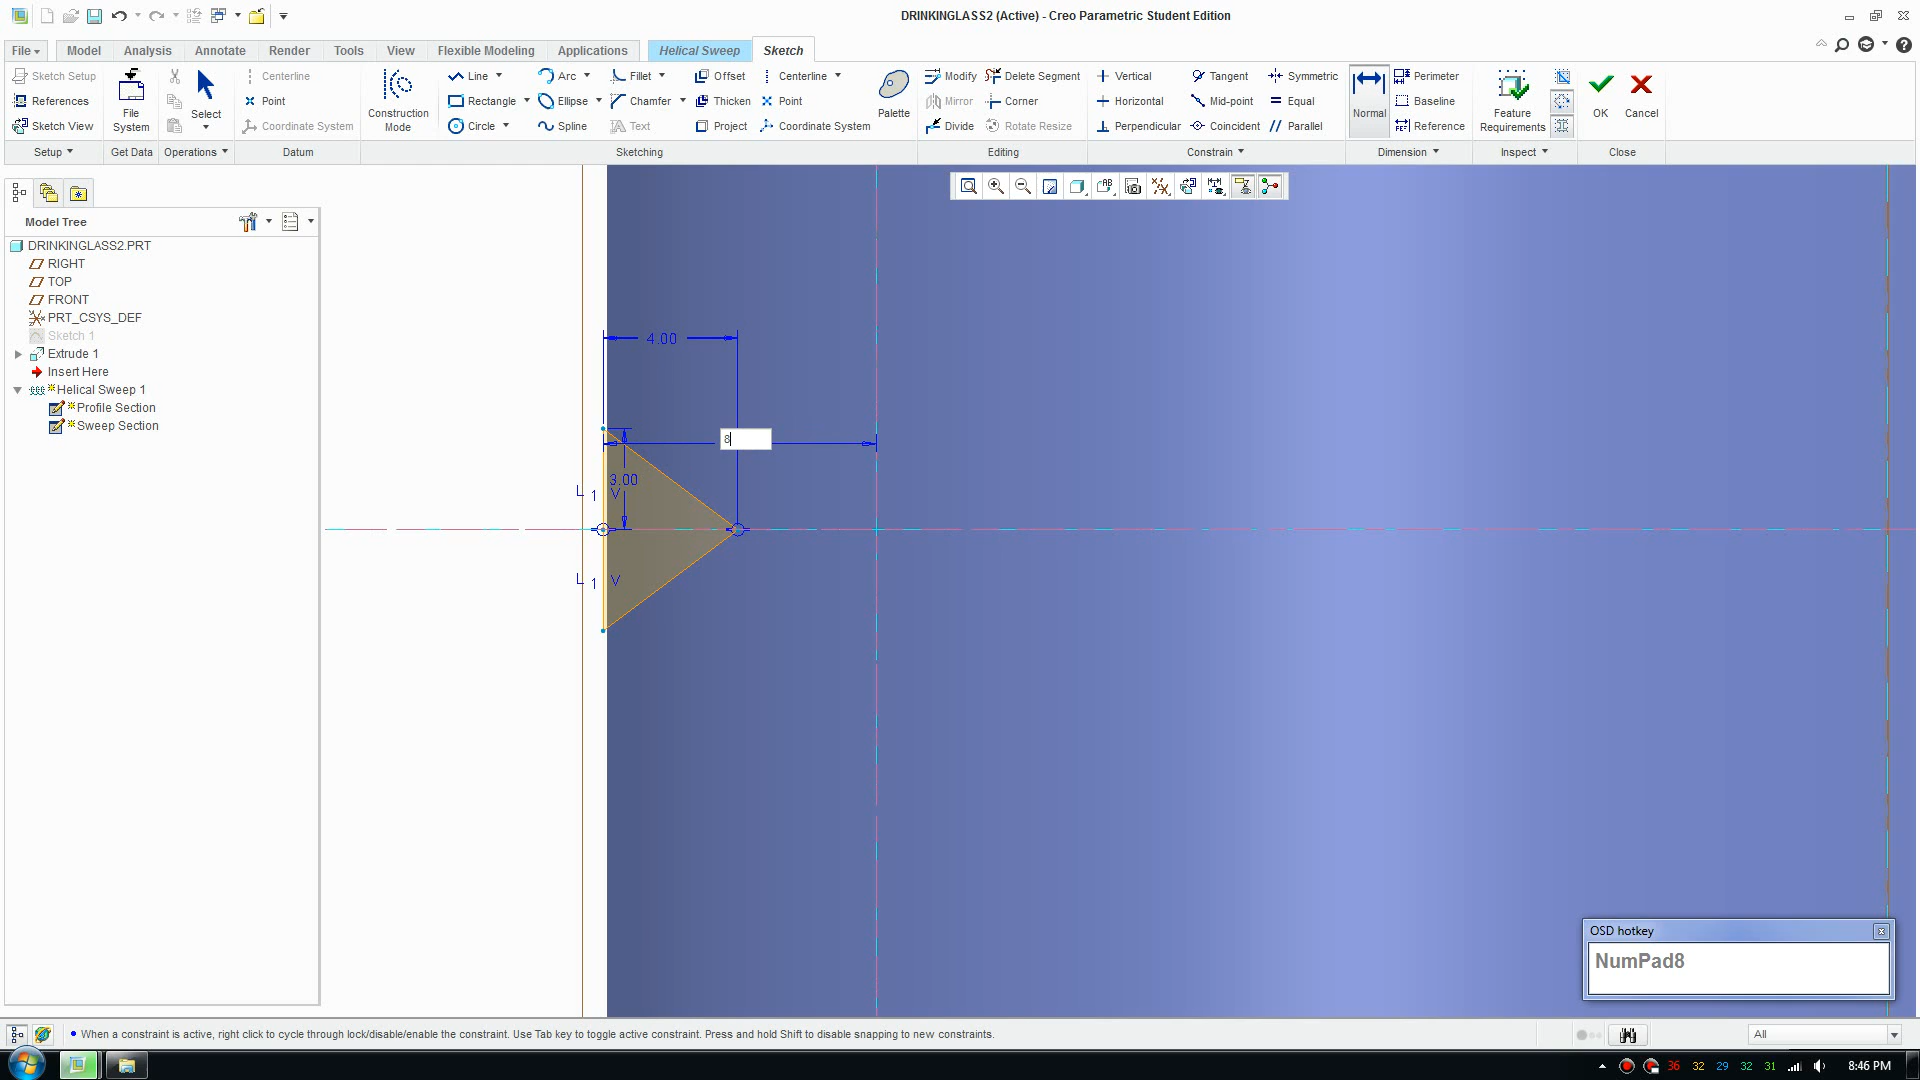 DRINKINGLASS2 (Active) - Creo Parametric Student Edition
File Model Analysis Annotate Render Tools View Flexible Modeling Applications Helical Sweep Sketch
Sketch Setup
References
Sketch View
Setup
File System
Get Data
Select
Operations
Centerline
Point
Coordinate System
Datum
Construction Mode
Line Arc Fillet Offset Centerline
Rectangle Ellipse Chamfer Thicken Point
Circle Spline Text Project Coordinate System
Palette
Sketching
Modify Delete Segment
Mirror Corner
Divide Rotate Resize
Editing
Vertical Tangent Symmetric
Horizontal Mid-point Equal
Perpendicular Coincident Parallel
Constrain
Normal
Perimeter
Baseline
Reference
Dimension
Feature Requirements
Inspect
OK
Cancel
Close
Model Tree
DRINKINGLASS2.PRT
RIGHT
TOP
FRONT
PRT_CSYS_DEF
Sketch 1
Extrude 1
Insert Here
Helical Sweep 1
Profile Section
Sweep Section
4.00
8
3.00
1 V
1 V
OSD hotkey
NumPad8
When a constraint is active, right click to cycle through lock/disable/enable the constraint. Use Tab key to toggle active constraint. Press and hold Shift to disable snapping to new constraints.
All
36 32 29 32 31 8:46 PM